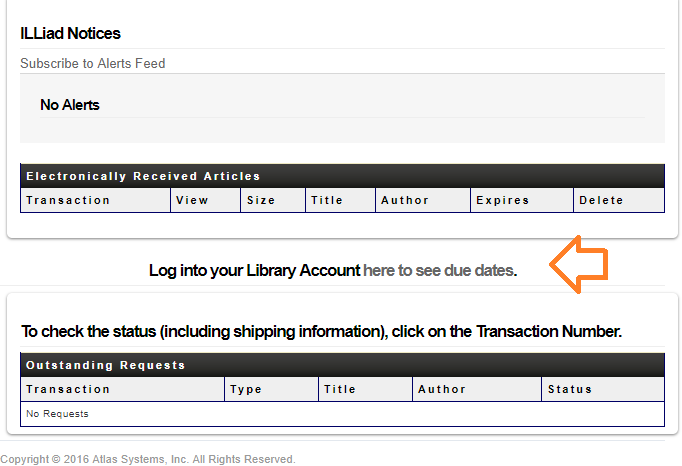 ILLiad Notices
Subscribe to Alerts Feed
No Alerts
Electronically Received Articles
Transaction View Size Title Author Expires Delete
Log into your Library Account here to see due dates.
To check the status (including shipping information), click on the Transaction Number.
Outstanding Requests
Transaction Type Title Author Status
No Requests
Copyright © 2016 Atlas Systems, Inc. All Rights Reserved.